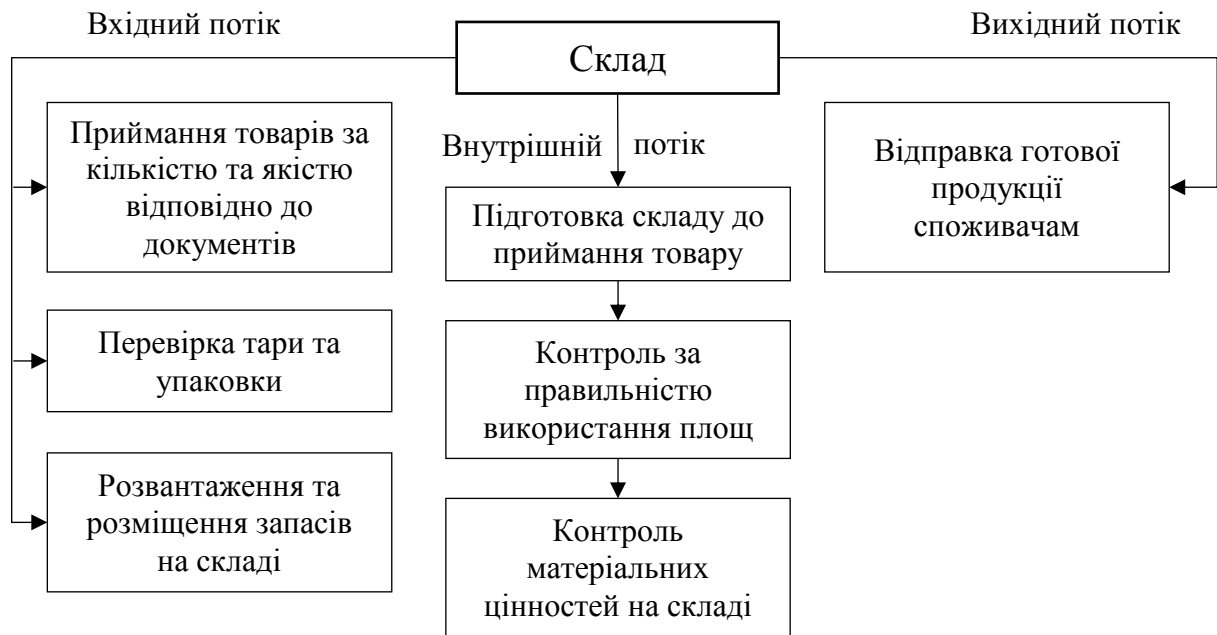 Вхідний потік
Склад
Вихідний потік
Приймання товарів за
кількістю та якістю
відповідно до
документів
Перевірка тари та
упаковки
Розвантаження та
розміщення запасів
на складі
Внутрішній потік
Підготовка складу до
приймання товару
Контроль за
правильністю
використання площ
Контроль
матеріальних
цінностей на складі
Відправка готової
продукції
споживачам